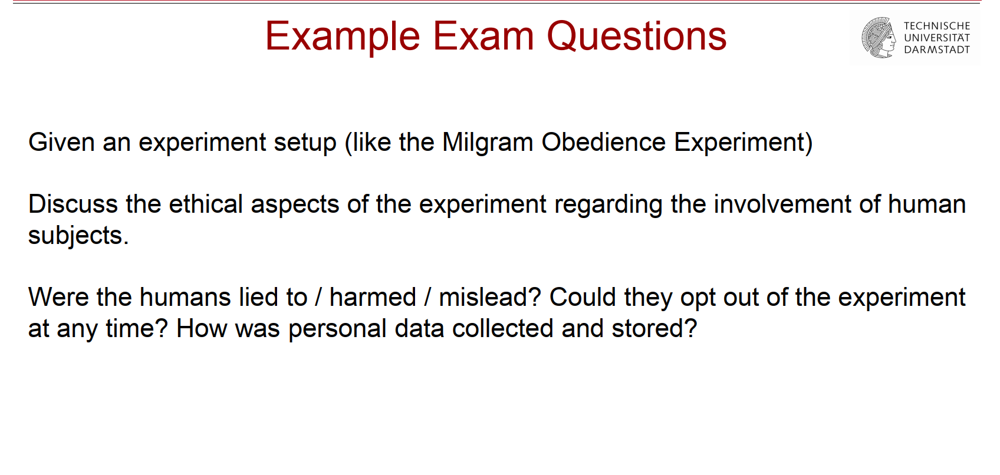 Example Exam Questions
TECHNISCHE
UNIVERSITÄT
DARMSTADT
Given an experiment setup (like the Milgram Obedience Experiment)
Discuss the ethical aspects of the experiment regarding the involvement of human
subjects.
Were the humans lied to / harmed / mislead? Could they opt out of the experiment
at any time? How was personal data collected and stored?